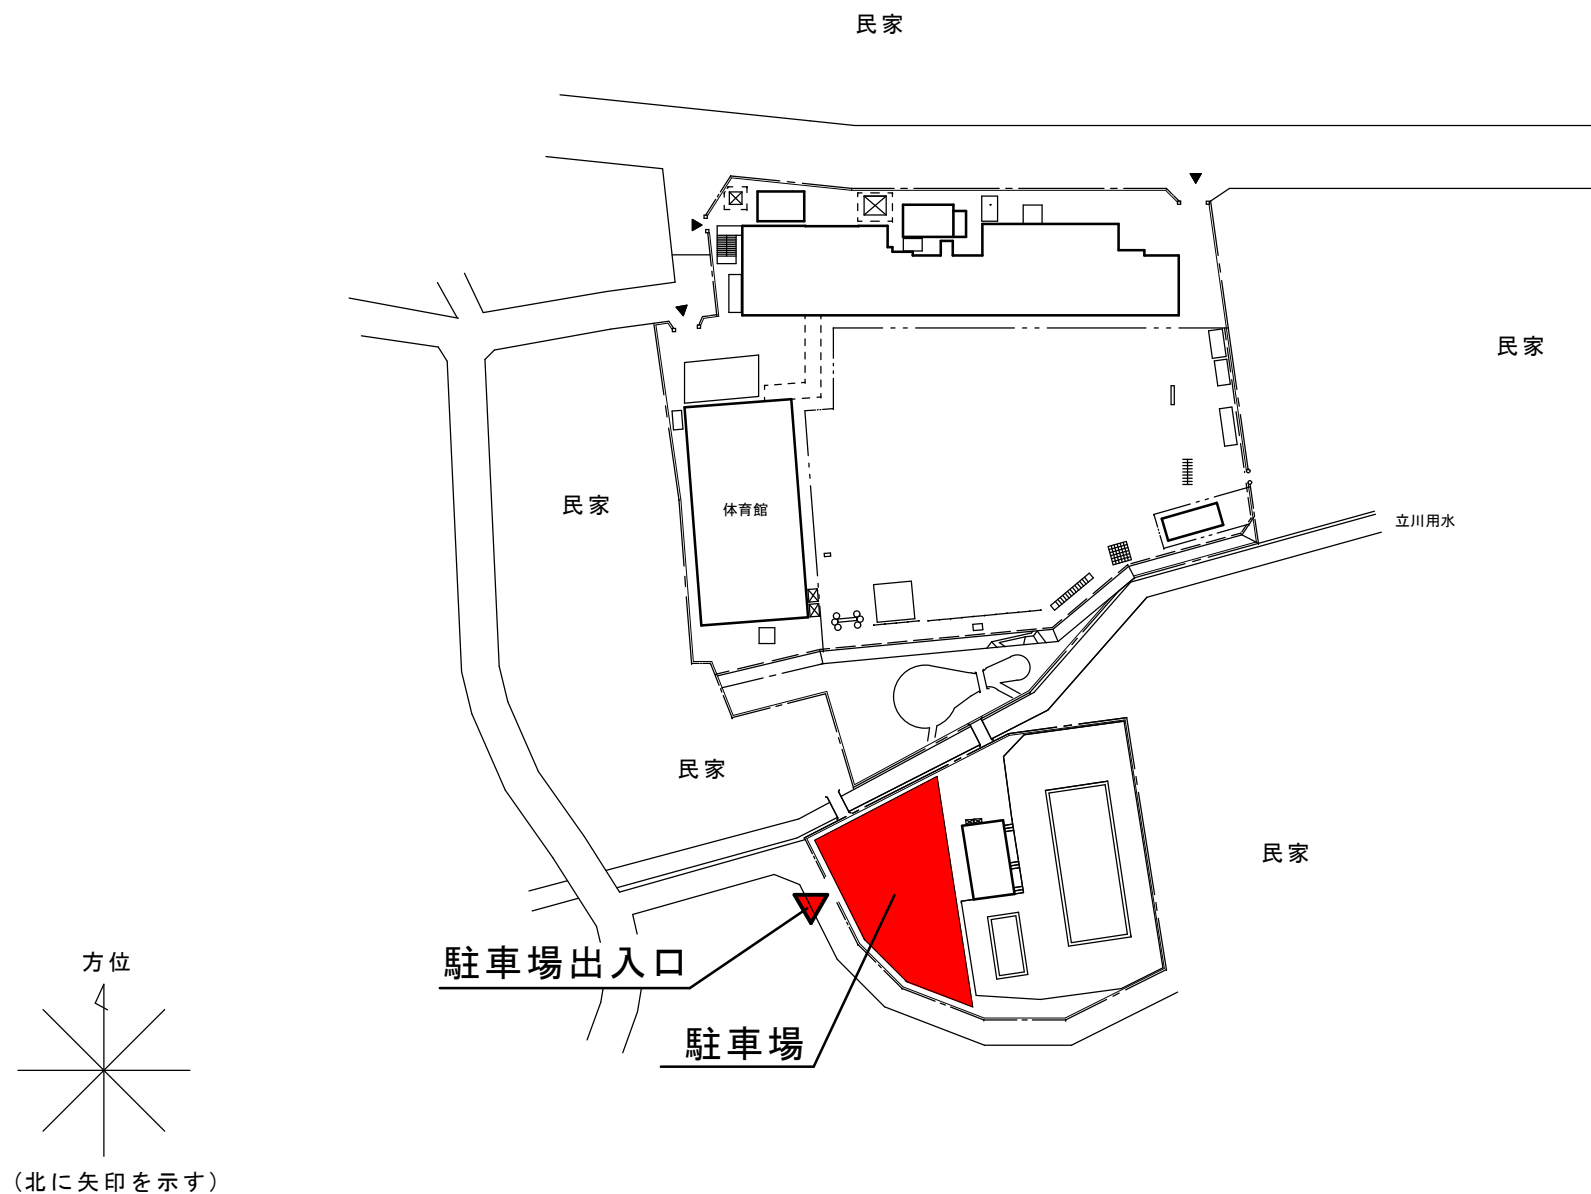 民家
民家
民家
体育館
立川用水
民家
民家
駐車場出入口
方位
駐車場
(北に矢印を示す)